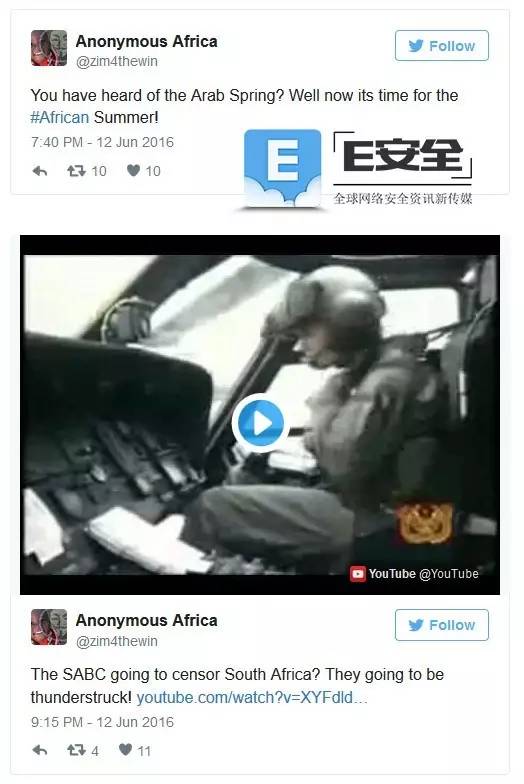 Anonymous Africa
@zim4thewin
Follow
You have heard of the Arab Spring? Well now its time for the
#African Summer!
7:40 PM - 12 Jun 2016
10 10
E
「E安全」
全球网络安全资讯新传媒
YouTube @YouTube
Anonymous Africa
@zim4thewin
Follow
The SABC going to censor South Africa? They going to be
thunderstruck! youtube.com/watch?v=XYFdld…
9:15 PM - 12 Jun 2016
4 11